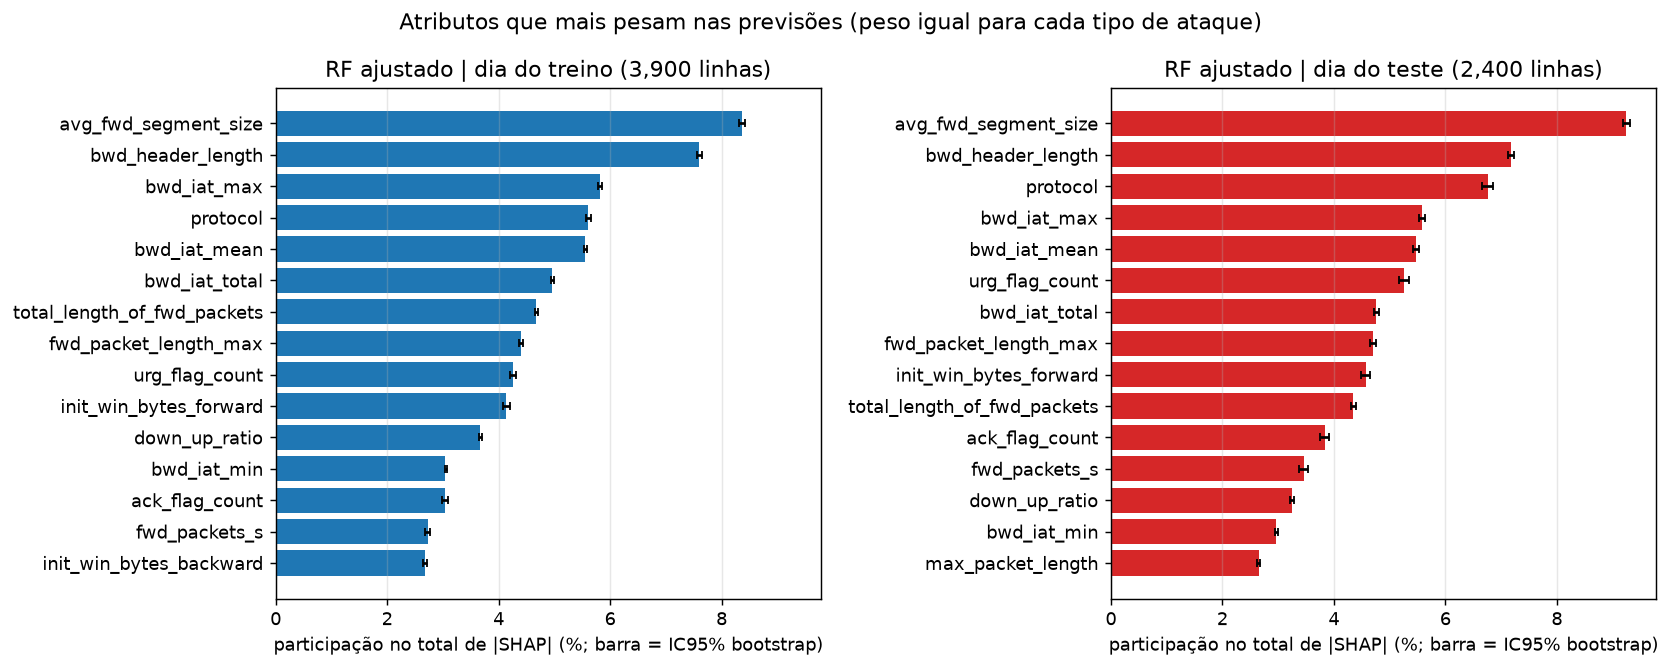 Atributos que mais pesam nas previsões (peso igual para cada tipo de ataque)
RF ajustado | dia do treino (3,900 linhas)
avg_fwd_segment_size
bwd_header_length
bwd_iat_max
protocol
bwd_iat_mean
bwd_iat_total
total_length_of_fwd_packets
fwd_packet_length_max
urg_flag_count
init_win_bytes_forward
down_up_ratio
bwd_iat_min
ack_flag_count
fwd_packets_s
init_win_bytes_backward
0 2 4 6 8
participação no total de |SHAP| (%; barra = IC95% bootstrap)
RF ajustado | dia do teste (2,400 linhas)
avg_fwd_segment_size
bwd_header_length
protocol
bwd_iat_max
bwd_iat_mean
urg_flag_count
bwd_iat_total
fwd_packet_length_max
init_win_bytes_forward
total_length_of_fwd_packets
ack_flag_count
fwd_packets_s
down_up_ratio
bwd_iat_min
max_packet_length
0 2 4 6 8
participação no total de |SHAP| (%; barra = IC95% bootstrap)